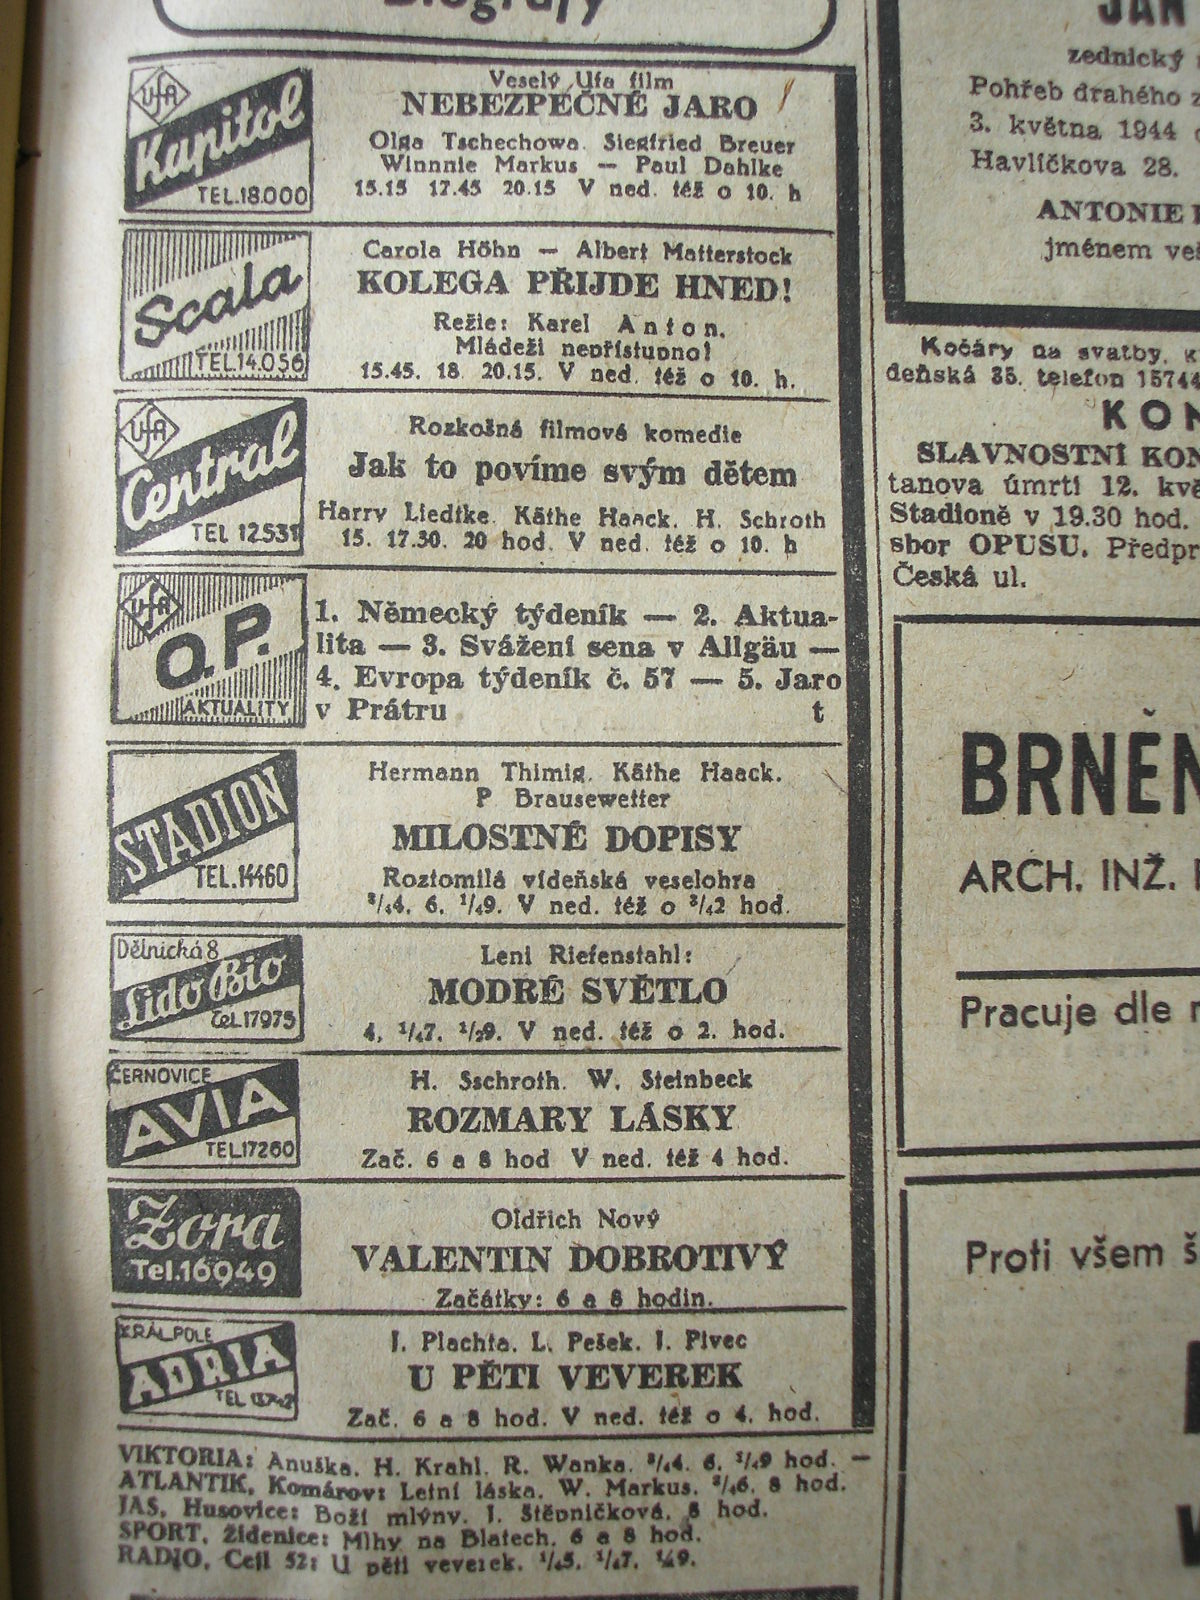 Biografy
UfA
Kapitol
TEL.18.000
Veselý Ufa film
NEBEZPEČNÉ JARO
Olga Tschechowa. Siegfried Breuer
Winnnie Markus — Paul Dahlke
15.15 17.45 20.15 V ned. též o 10. h
Scala
TEL.14.056
Carola Höhn — Albert Matterstock
KOLEGA PŘIJDE HNED!
Režie: Karel Anton.
Mládeži nepřístupno!
15.45. 18. 20.15. V ned. též o 10. h.
UfA
Central
TEL 12531
Rozkošná filmová komedie
Jak to povíme svým dětem
Harry Liedtke. Käthe Haack. H. Schroth
15. 17.30. 20 hod. V ned. též o 10. h
UfA
O.P.
AKTUALITY
1. Německý týdeník — 2. Aktua-
lita — 3. Svážení sena v Allgäu —
4. Evropa týdeník č. 57 — 5. Jaro
v Prátru t
STADION
TEL.14460
Hermann Thimig. Käthe Haack.
P Brausewetter
MILOSTNÉ DOPISY
Roztomilá vídeňská veselohra
³/₄4. 6. ¹/₄9. V ned. též o ³/₄2 hod.
Dělnická 8
Lido Bio
tel.17975
Leni Riefenstahl:
MODRÉ SVĚTLO
4. ¹/₄7. ¹/₂9. V ned. též o 2. hod.
ČERNOVICE
AVIA
TEL.17260
H. Sschroth. W. Steinbeck
ROZMARY LÁSKY
Zač. 6 a 8 hod V ned. též 4 hod.
Zora
Tel.16949
Oldřich Nový
VALENTIN DOBROTIVÝ
Začátky: 6 a 8 hodin.
KRÁL.POLE
ADRIA
TEL
J. Plachta. L. Pešek. J. Pivec
U PĚTI VEVEREK
Zač. 6 a 8 hod. V ned. též o 4. hod.
VIKTORIA: Anuška. H. Krahl. R. Wanka. ³/₄4. 6. ¹/₄9 hod. —
ATLANTIK, Komárov: Letní láska. W. Markus. ³/₄6. 8 hod.
JAS, Husovice: Boží mlýny. J. Štěpničková. 8 hod.
SPORT, Židenice: Mlhy na Blatech. 6 a 8 hod.
RADIO, Cejl 52: U pěti veverek. ¹/₄5. ¹/₄7. ¹/₄9.
JAN
zednický
Pohřeb drahého z
3. května 1944
Havlíčkova 28.
ANTONIE
jménem veš
Kočáry na svatby. k
deňská 35. telefon 15744
KON
SLAVNOSTNÍ KON
tanova úmrtí 12. kvě
Stadioně v 19.30 hod.
sbor OPUSU. Předpr
Česká ul.
BRNĚN
ARCH. INŽ.
Pracuje dle
Proti všem š